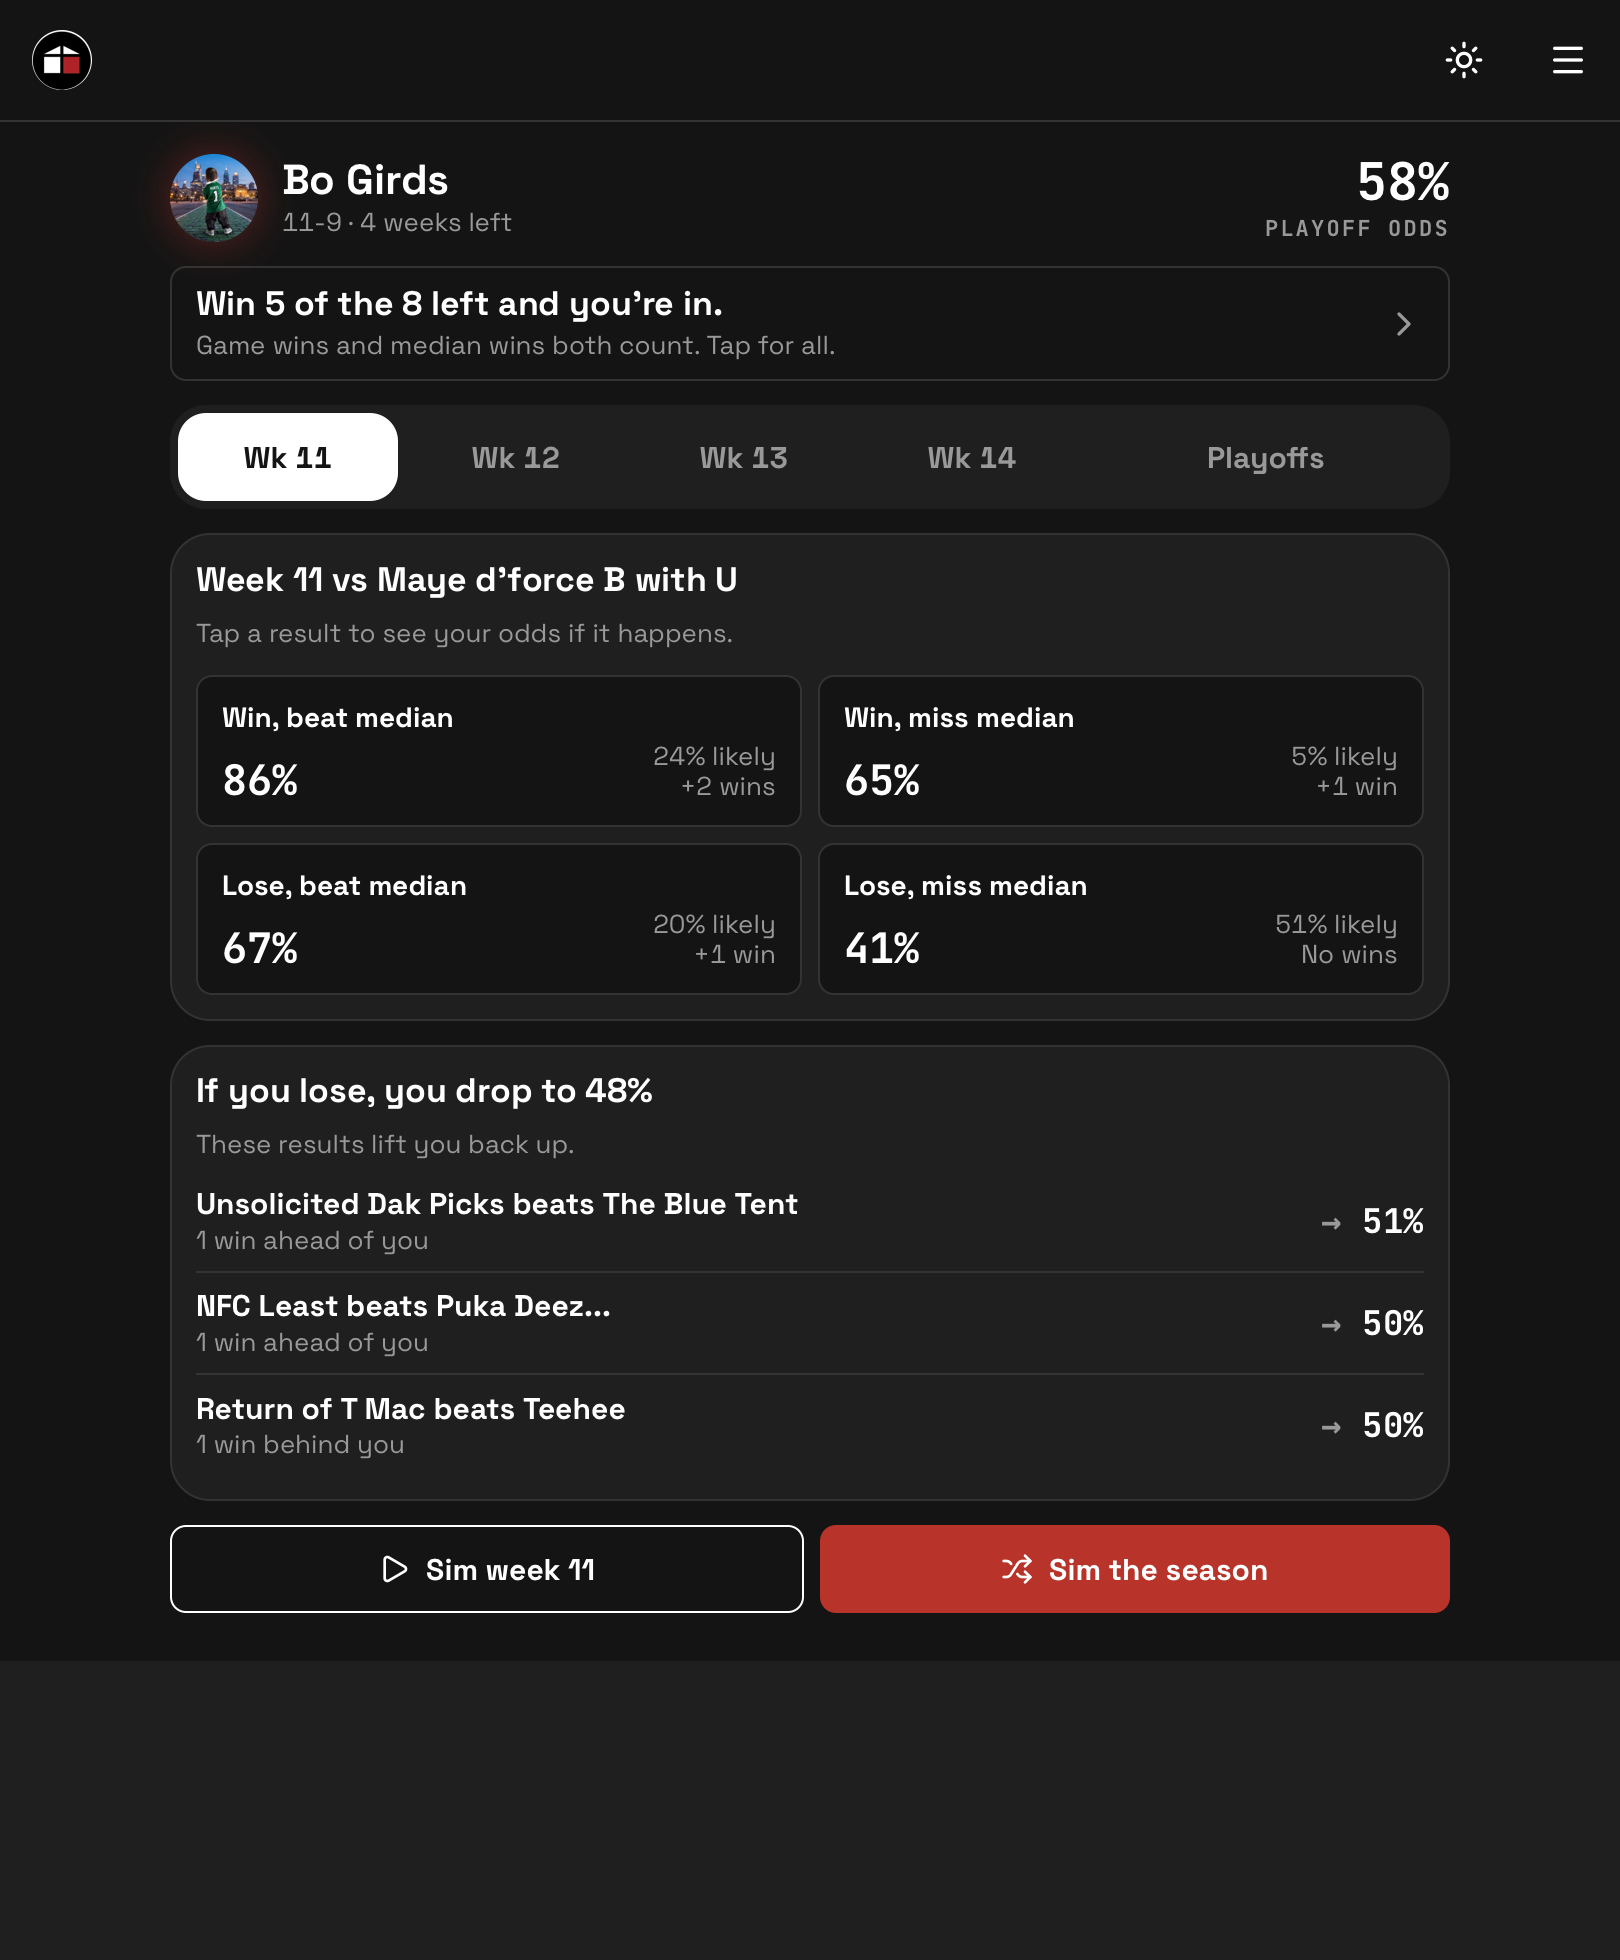 Bo Girds
11-9 · 4 weeks left
58%
PLAYOFF ODDS
Win 5 of the 8 left and you’re in.
Game wins and median wins both count. Tap for all.
Wk 11
Wk 12
Wk 13
Wk 14
Playoffs
Week 11 vs Maye d’force B with U
Tap a result to see your odds if it happens.
Win, beat median
86%
24% likely
+2 wins
Win, miss median
65%
5% likely
+1 win
Lose, beat median
67%
20% likely
+1 win
Lose, miss median
41%
51% likely
No wins
If you lose, you drop to 48%
These results lift you back up.
Unsolicited Dak Picks beats The Blue Tent
1 win ahead of you
→ 51%
NFC Least beats Puka Deez...
1 win ahead of you
→ 50%
Return of T Mac beats Teehee
1 win behind you
→ 50%
Sim week 11
Sim the season